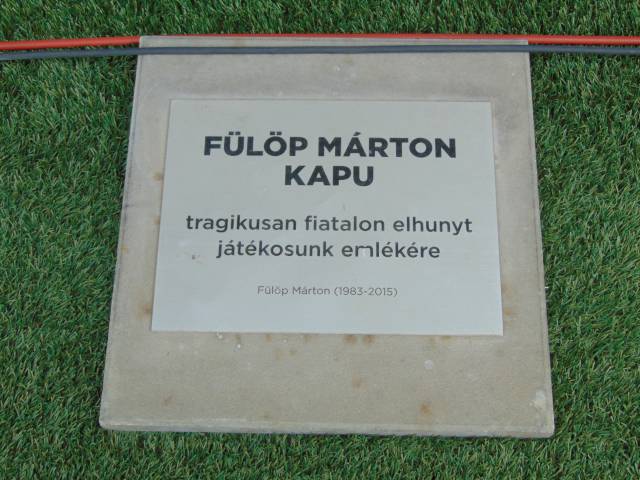 FÜLÖP MÁRTON
KAPU
tragikusan fiatalon elhunyt
játékosunk emlékére
Fülöp Márton (1983-2015)